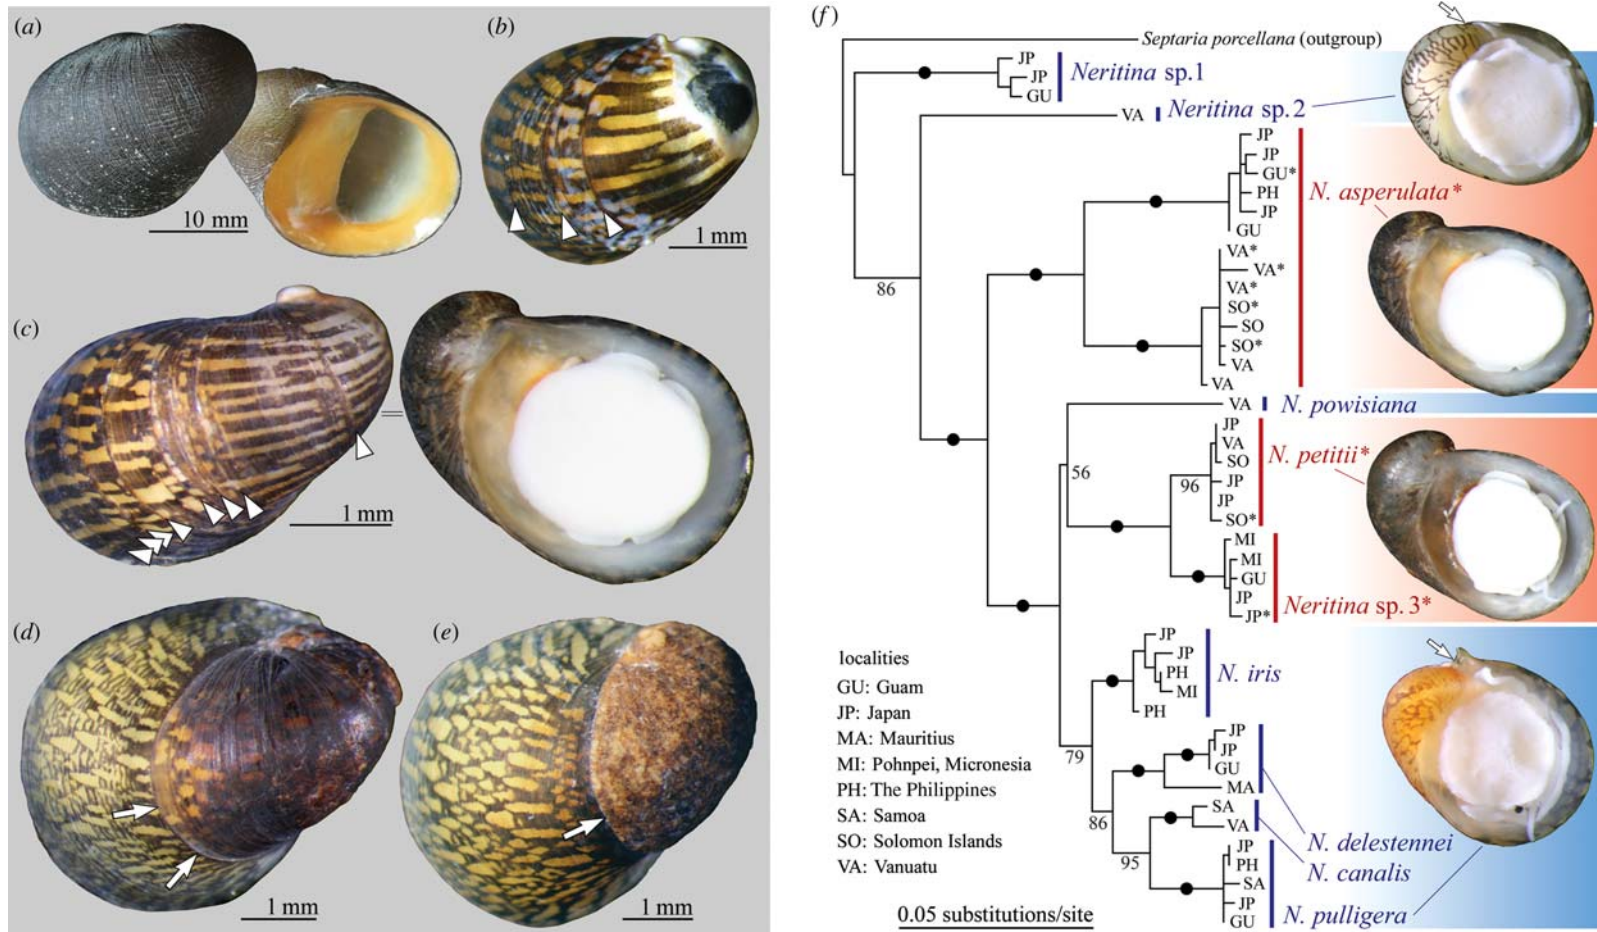 (a)
10 mm
(b)
1 mm
(c)
1 mm
(d)
1 mm
(e)
1 mm
(f)
Septaria porcellana (outgroup)
JP
JP
GU
Neritina sp.1
VA
Neritina sp.2
86
JP
JP
GU*
PH
JP
GU
N. asperulata*
VA*
VA*
VA*
SO*
SO
SO*
VA
VA
VA
N. powisiana
56
JP
VA
SO
JP
JP
SO*
96
N. petitii*
MI
MI
GU
JP
JP*
Neritina sp. 3*
JP
JP
PH
MI
PH
N. iris
79
JP
JP
GU
MA
86
SA
VA
95
JP
PH
SA
JP
GU
N. delestennei
N. canalis
N. pulligera
localities
GU: Guam
JP: Japan
MA: Mauritius
MI: Pohnpei, Micronesia
PH: The Philippines
SA: Samoa
SO: Solomon Islands
VA: Vanuatu
0.05 substitutions/site